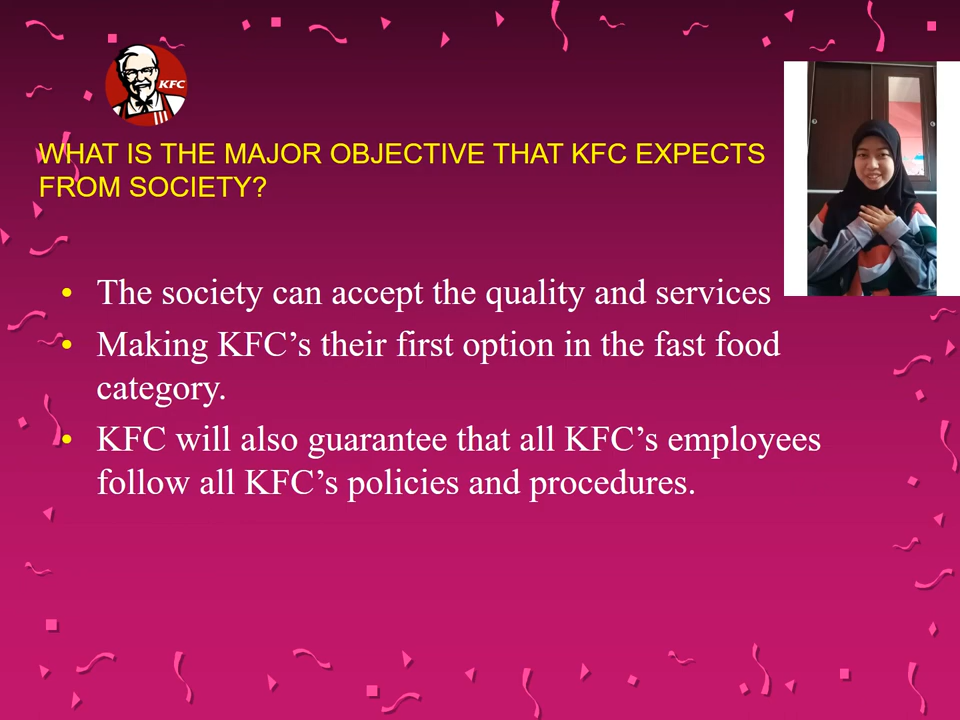 KFC
WHAT IS THE MAJOR OBJECTIVE THAT KFC EXPECTS
FROM SOCIETY?
• The society can accept the quality and services
• Making KFC’s their first option in the fast food
category.
• KFC will also guarantee that all KFC’s employees
follow all KFC’s policies and procedures.